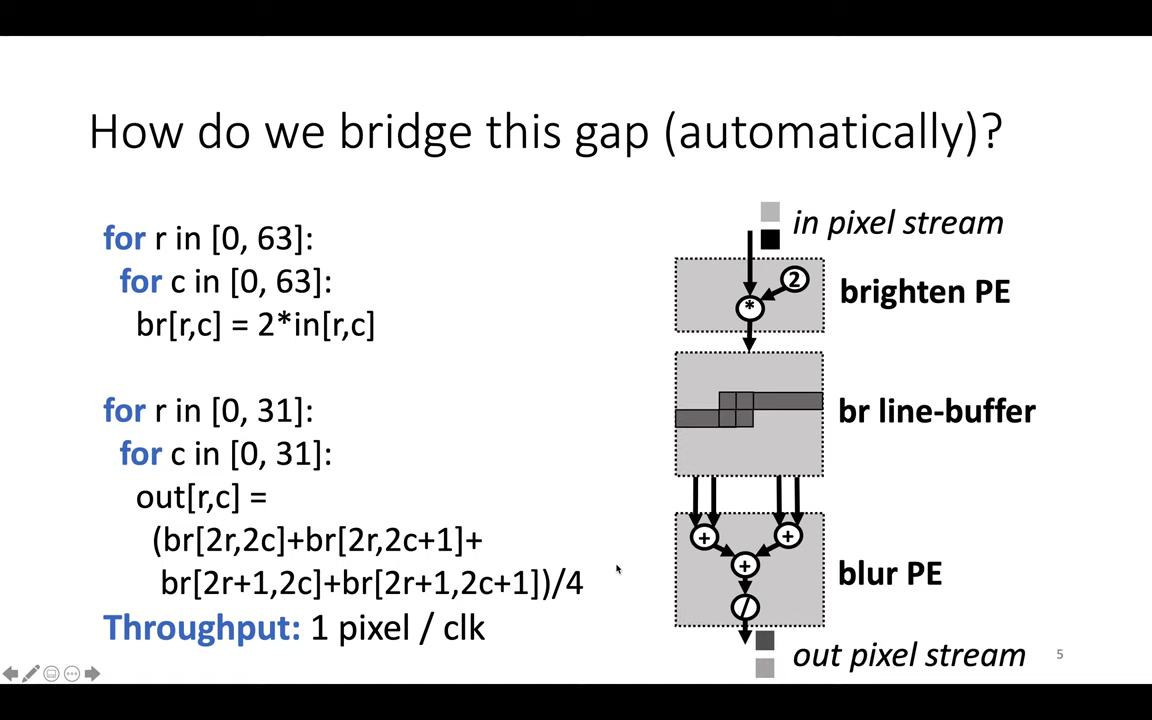 How do we bridge this gap (automatically)?
for r in [0, 63]:
for c in [0, 63]:
br[r,c] = 2*in[r,c]
for r in [0, 31]:
for c in [0, 31]:
out[r,c] =
(br[2r,2c]+br[2r,2c+1]+
br[2r+1,2c]+br[2r+1,2c+1])/4
Throughput: 1 pixel / clk
in pixel stream
2
*
brighten PE
br line-buffer
+
+
+
/
blur PE
out pixel stream
5